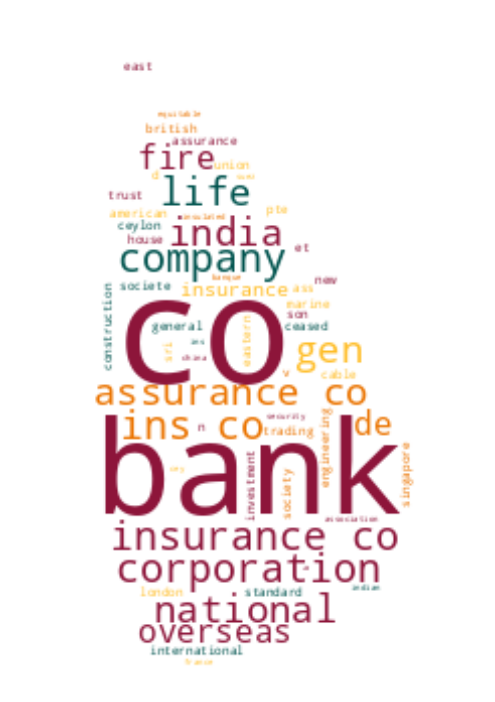 east
equitable
british
assurance
fire
union
d
life
trust
american
insulated
pte
ceylon
india
house
et
company
banque
new
societe
insurance
ass
construction
marine
co
son
general
eastern
ceased
ins
sri
gen
china
v
cable
assurance co
ins co
security
de
n
trading
engineering
bank
singapore
investment
society
association
insurance co
corporation
indian
london
standard
national
overseas
international
france